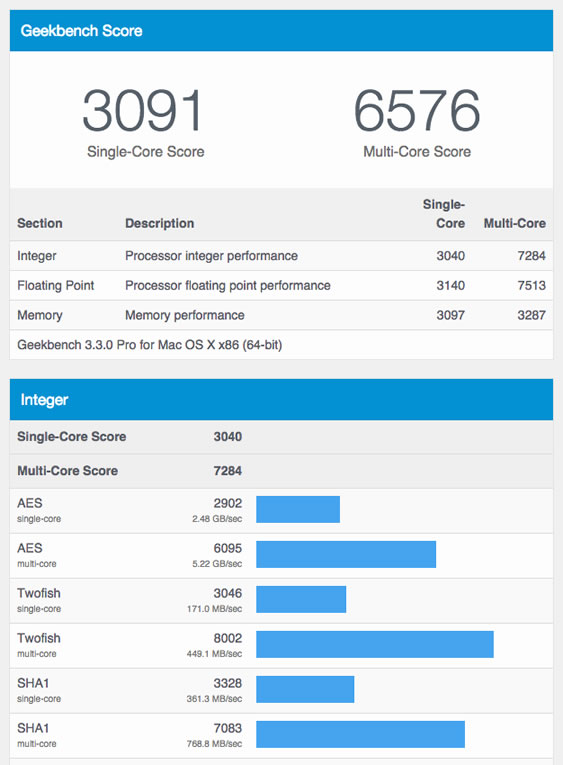 Geekbench Score
3091 6576
Single-Core Score Multi-Core Score
Section Description Single-Core Multi-Core
Integer Processor integer performance 3040 7284
Floating Point Processor floating point performance 3140 7513
Memory Memory performance 3097 3287
Geekbench 3.3.0 Pro for Mac OS X x86 (64-bit)
Integer
Single-Core Score 3040
Multi-Core Score 7284
AES 2902
single-core 2.48 GB/sec
AES 6095
multi-core 5.22 GB/sec
Twofish 3046
single-core 171.0 MB/sec
Twofish 8002
multi-core 449.1 MB/sec
SHA1 3328
single-core 361.3 MB/sec
SHA1 7083
multi-core 768.8 MB/sec